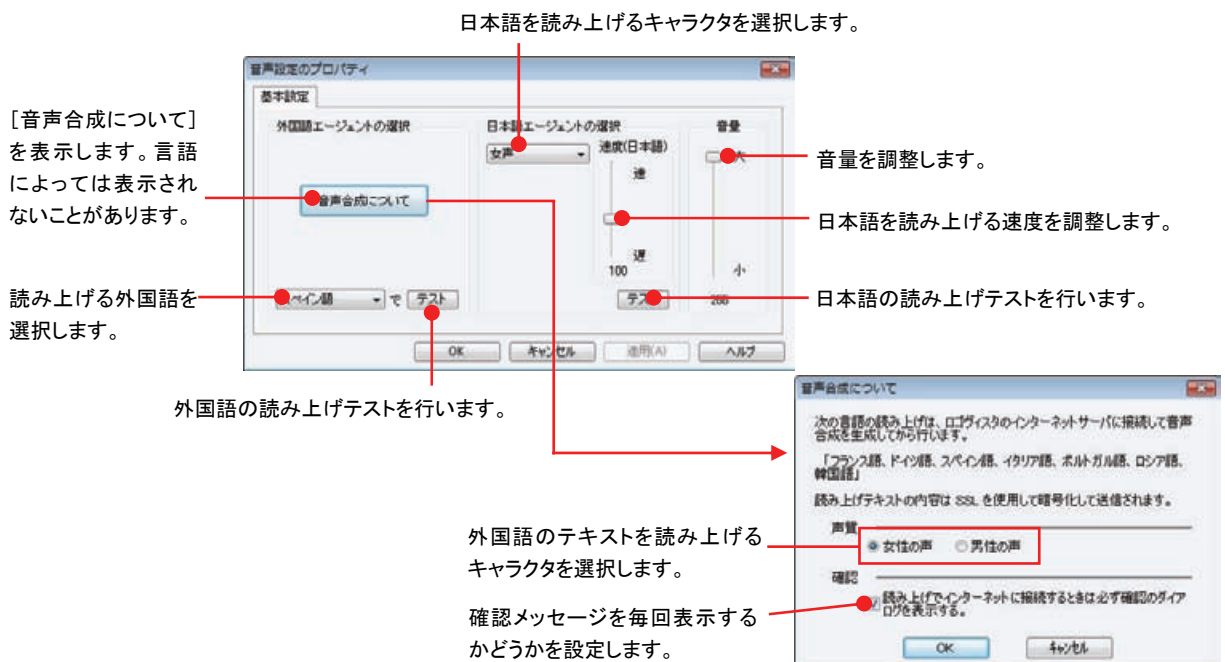 日本語を読み上げるキャラクタを選択します。
音声設定のプロパティ
基本設定
[音声合成について]
を表示します。言語
によっては表示され
ないことがあります。
外国語エージェントの選択
日本語エージェントの選択
音量
女声
速度(日本語)
速
大
音量を調整します。
音声合成について
日本語を読み上げる速度を調整します。
遅
100
小
読み上げる外国語を
選択します。
スペイン語
で
テスト
テスト
200
日本語の読み上げテストを行います。
OK
キャンセル
適用(A)
ヘルプ
外国語の読み上げテストを行います。
音声合成について
次の言語の読み上げは、ロゴヴィスタのインターネットサーバに接続して音声
合成を生成してから行います。
「フランス語、ドイツ語、スペイン語、イタリア語、ポルトガル語、ロシア語、
韓国語」
読み上げテキストの内容は SSL を使用して暗号化して送信されます。
声質
女性の声
男性の声
外国語のテキストを読み上げる
キャラクタを選択します。
確認
読み上げでインターネットに接続するときは必ず確認のダイア
ログを表示する。
確認メッセージを毎回表示する
かどうかを設定します。
OK
キャンセル